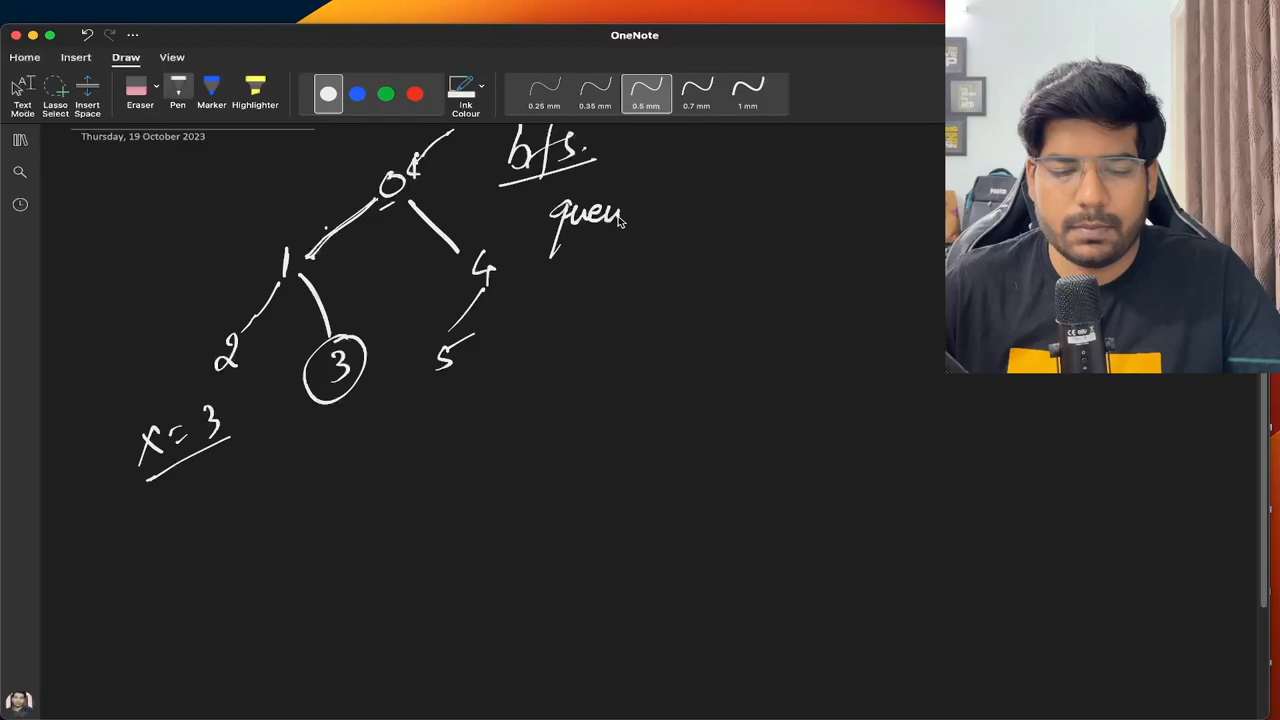 OneNote
Home Insert Draw View
Text Mode
Lasso Select
Insert Space
Eraser
Pen
Marker
Highlighter
Ink Colour
0.25 mm
0.35 mm
0.5 mm
0.7 mm
1 mm
Thursday, 19 October 2023
bfs.
0
queu
1
4
2
3
5
x = 3